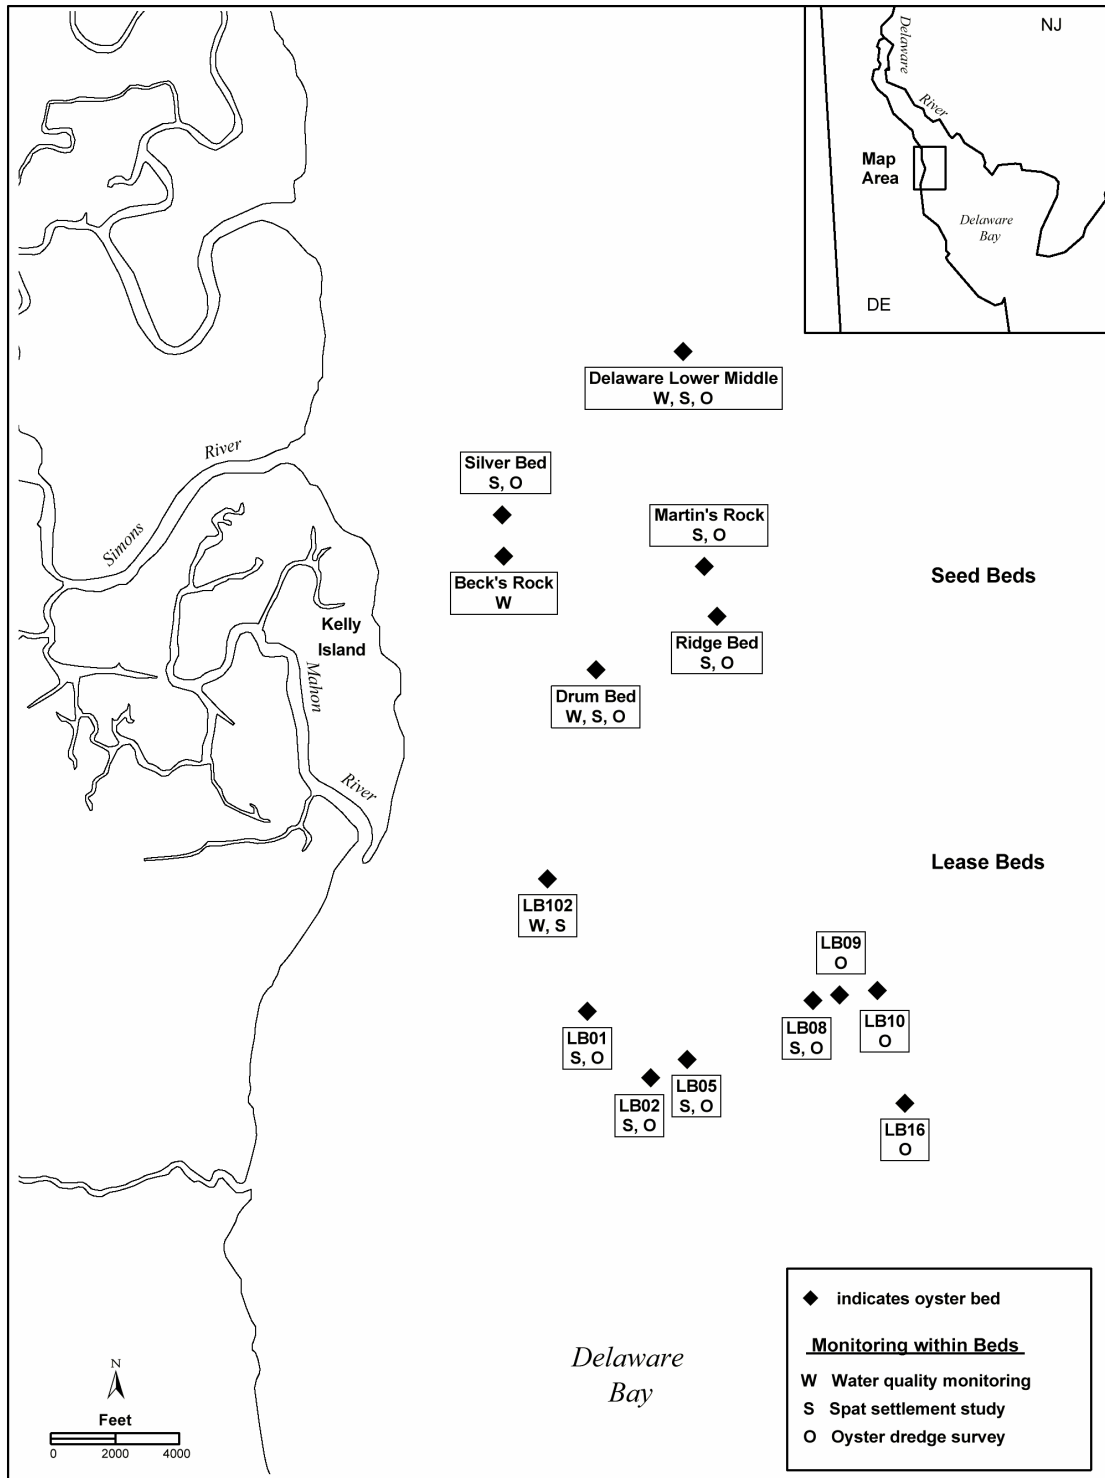 NJ
Delaware
River
Map
Area
Delaware
Bay
DE
Delaware Lower Middle
W, S, O
River
Silver Bed
S, O
Martin's Rock
S, O
Simons
Beck's Rock
W
Seed Beds
Kelly
Island
Ridge Bed
S, O
Mahon
Drum Bed
W, S, O
River
Lease Beds
LB102
W, S
LB09
O
LB08
S, O
LB10
O
LB01
S, O
LB05
S, O
LB02
S, O
LB16
O
indicates oyster bed
Monitoring within Beds
W Water quality monitoring
S Spat settlement study
O Oyster dredge survey
Delaware
Bay
N
Feet
0 2000 4000